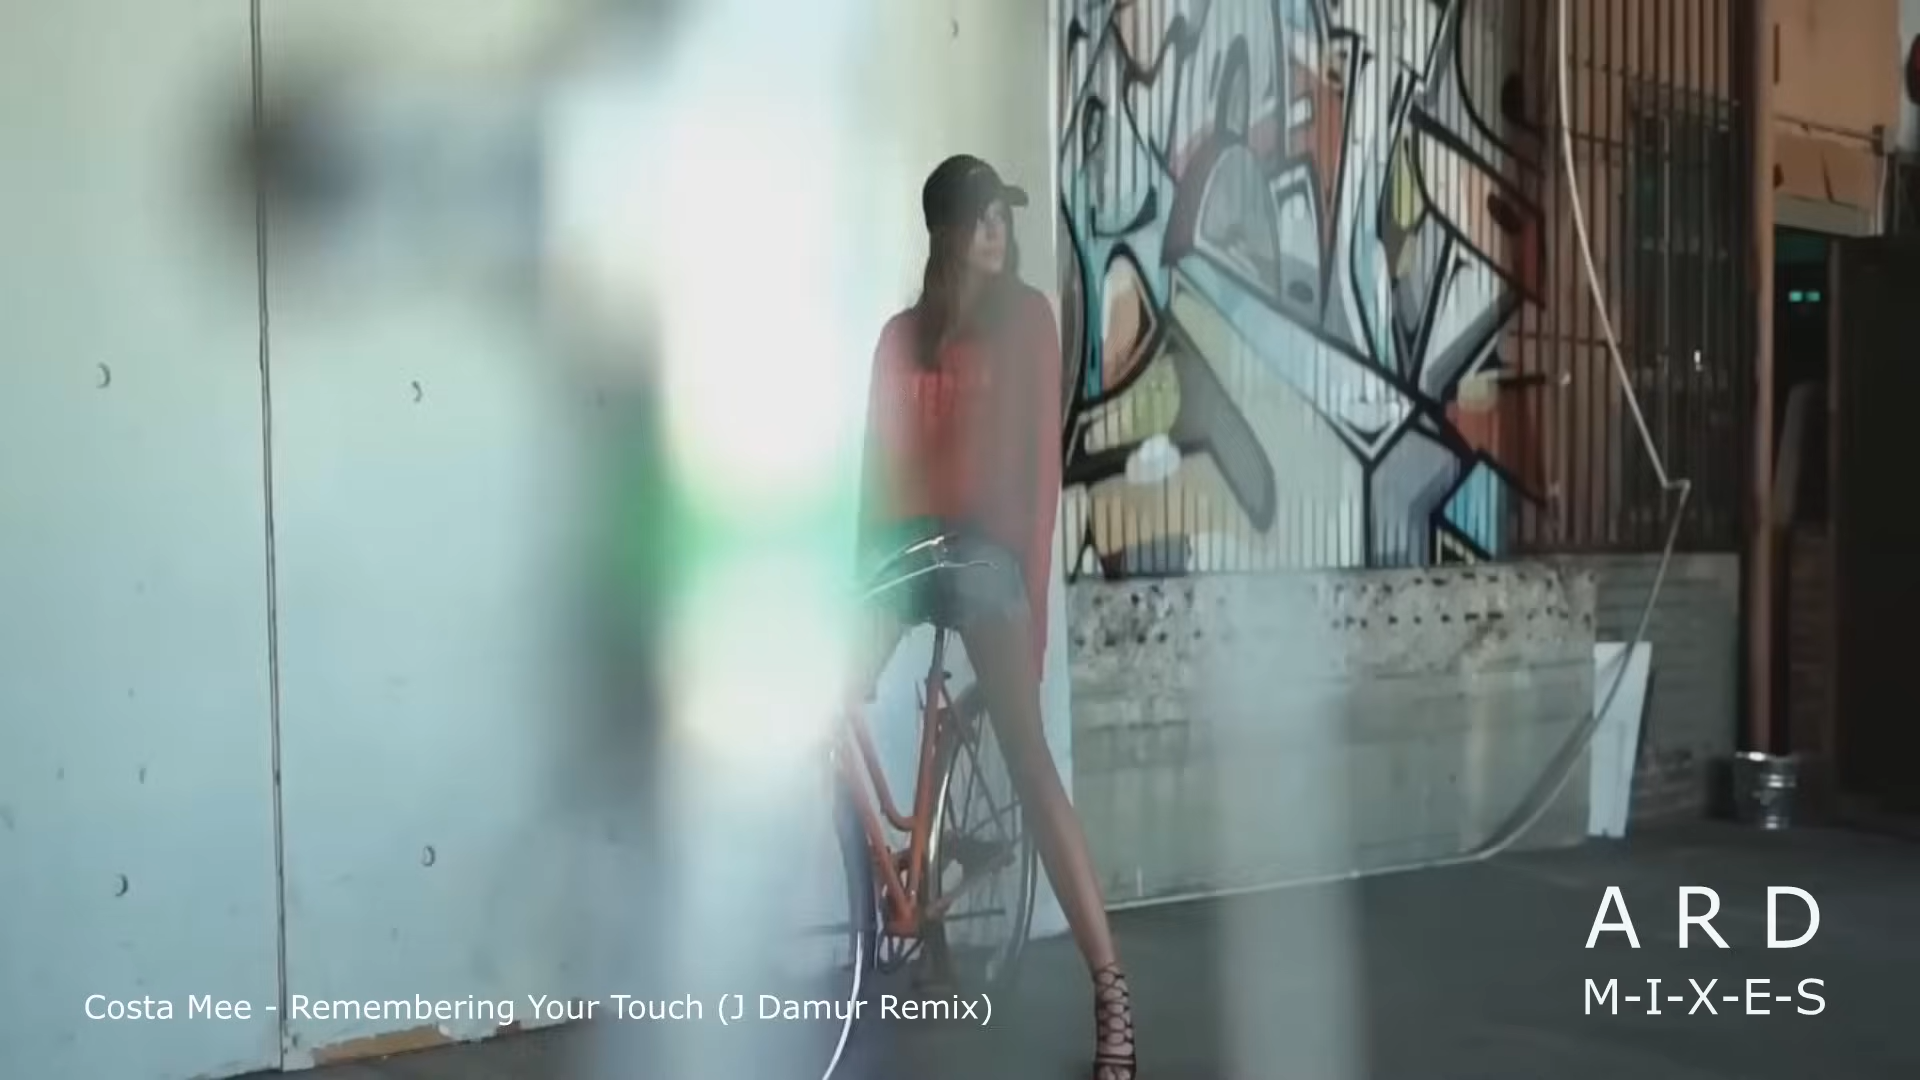 Costa Mee - Remembering Your Touch (J Damur Remix)
A R D
M-I-X-E-S